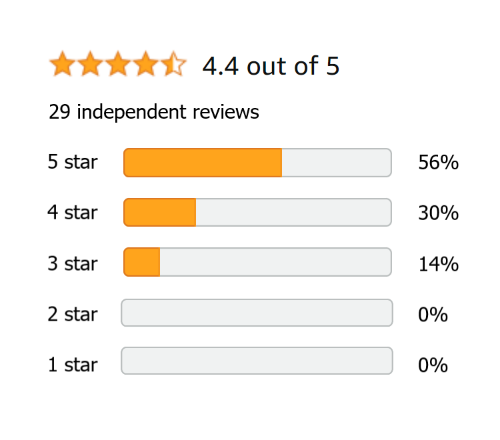 4.4 out of 5
29 independent reviews
5 star 56%
4 star 30%
3 star 14%
2 star 0%
1 star 0%